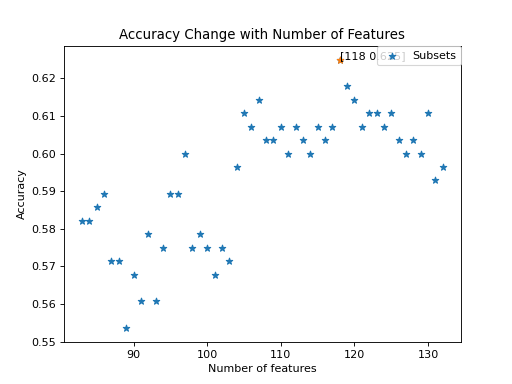 Accuracy Change with Number of Features
[118 0.625]
Subsets
0.62
0.61
0.60
0.59
0.58
0.57
0.56
0.55
Accuracy
90 100 110 120 130
Number of features